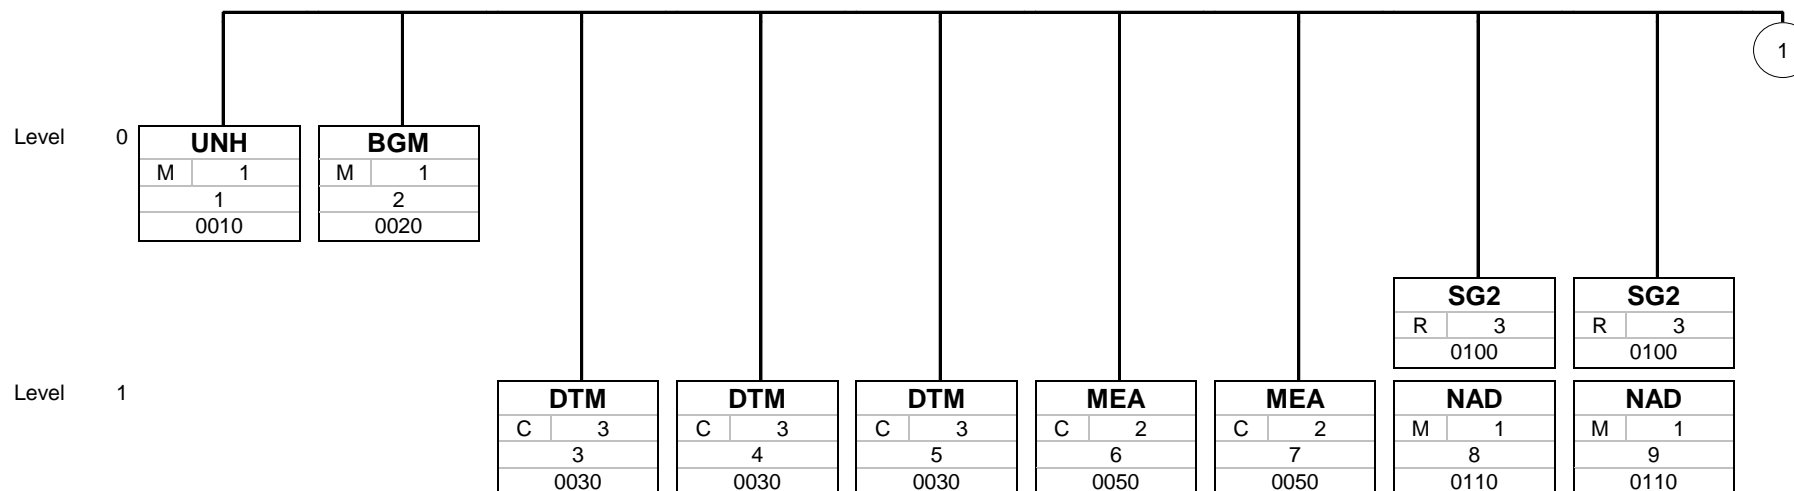 1
Level 0
UNH BGM
M 1 M 1
1 2
0010 0020
SG2 SG2
R 3 R 3
0100 0100
Level 1
DTM DTM DTM MEA MEA NAD NAD
C 3 C 3 C 3 C 2 C 2 M 1 M 1
3 4 5 6 7 8 9
0030 0030 0030 0050 0050 0110 0110